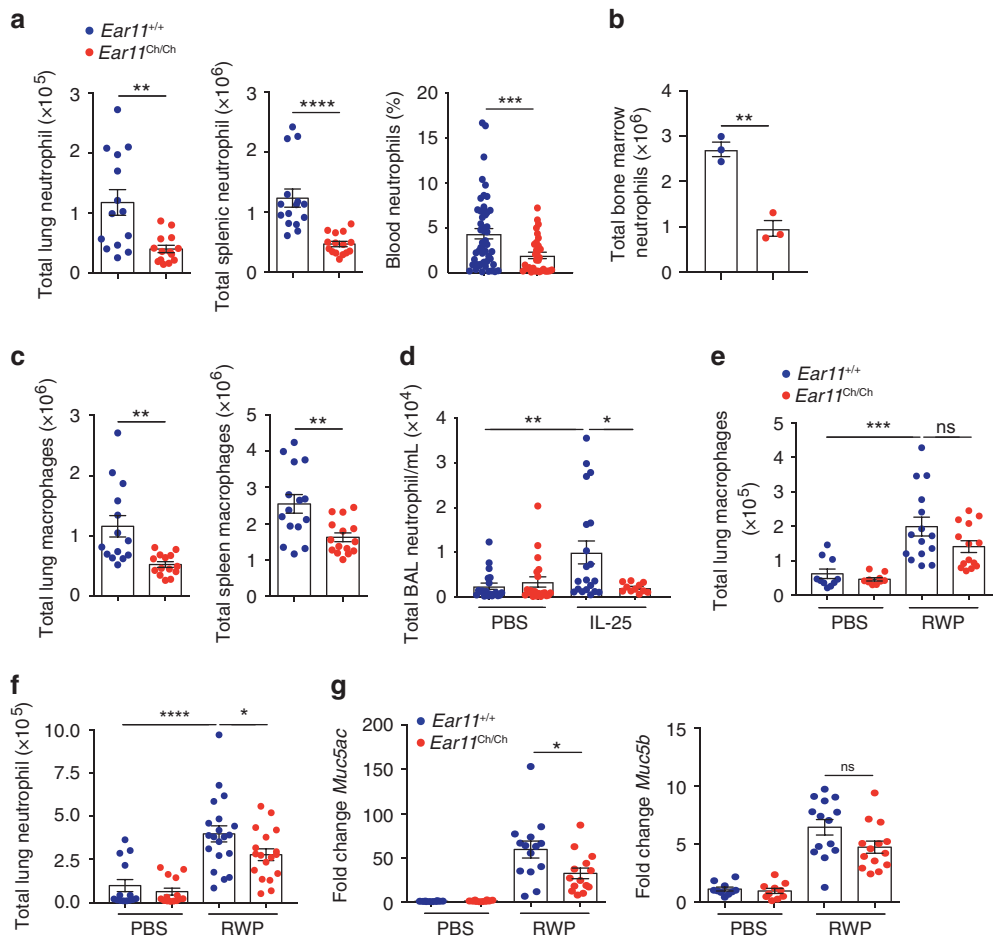 a
Ear11+/+
Ear11Ch/Ch
Total lung neutrophil (×10⁵)
3
2
1
0
**
Total splenic neutrophil (×10⁶)
3
2
1
0
****
Blood neutrophils (%)
20
15
10
5
0
***
b
Total bone marrow
neutrophils (×10⁶)
4
3
2
1
0
**
c
Total lung macrophages (×10⁶)
3
2
1
0
**
Total spleen macrophages (×10⁶)
5
4
3
2
1
0
**
d
Total BAL neutrophil/mL (×10⁴)
4
3
2
1
0
**
*
PBS
IL-25
e
Ear11+/+
Ear11Ch/Ch
Total lung macrophages
(×10⁵)
5
4
3
2
1
0
***
ns
PBS
RWP
f
Total lung neutrophil (×10⁵)
10.0
7.5
5.0
2.5
0.0
****
*
PBS
RWP
g
Ear11+/+
Ear11Ch/Ch
Fold change Muc5ac
200
150
100
50
0
*
PBS
RWP
Fold change Muc5b
15
10
5
0
ns
PBS
RWP